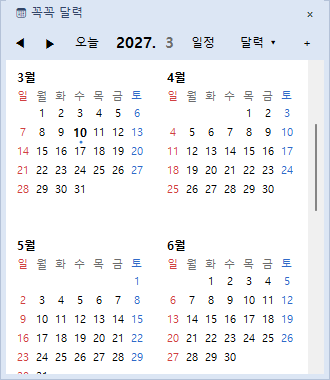 꼭꼭 달력 ×
◀ ▶ 오늘 2027. 3 일정 달력 ▼ +
3월 4월
일 월 화 수 목 금 토 일 월 화 수 목 금 토
1 2 3 4 5 6 1 2 3
7 8 9 10 11 12 13 4 5 6 7 8 9 10
14 15 16 17 18 19 20 11 12 13 14 15 16 17
21 22 23 24 25 26 27 18 19 20 21 22 23 24
28 29 30 31 25 26 27 28 29 30
5월 6월
일 월 화 수 목 금 토 일 월 화 수 목 금 토
1 1 2 3 4 5
2 3 4 5 6 7 8 6 7 8 9 10 11 12
9 10 11 12 13 14 15 13 14 15 16 17 18 19
16 17 18 19 20 21 22 20 21 22 23 24 25 26
23 24 25 26 27 28 29 27 28 29 30
30 31